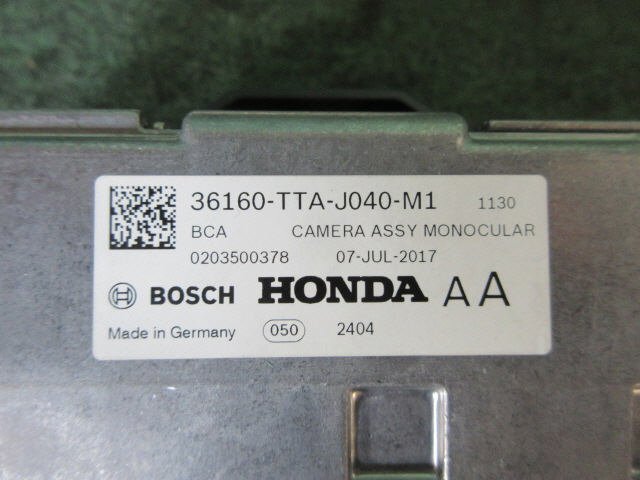 36160-TTA-J040-M1 1130
BCA CAMERA ASSY MONOCULAR
0203500378 07-JUL-2017
BOSCH HONDA AA
Made in Germany 050 2404